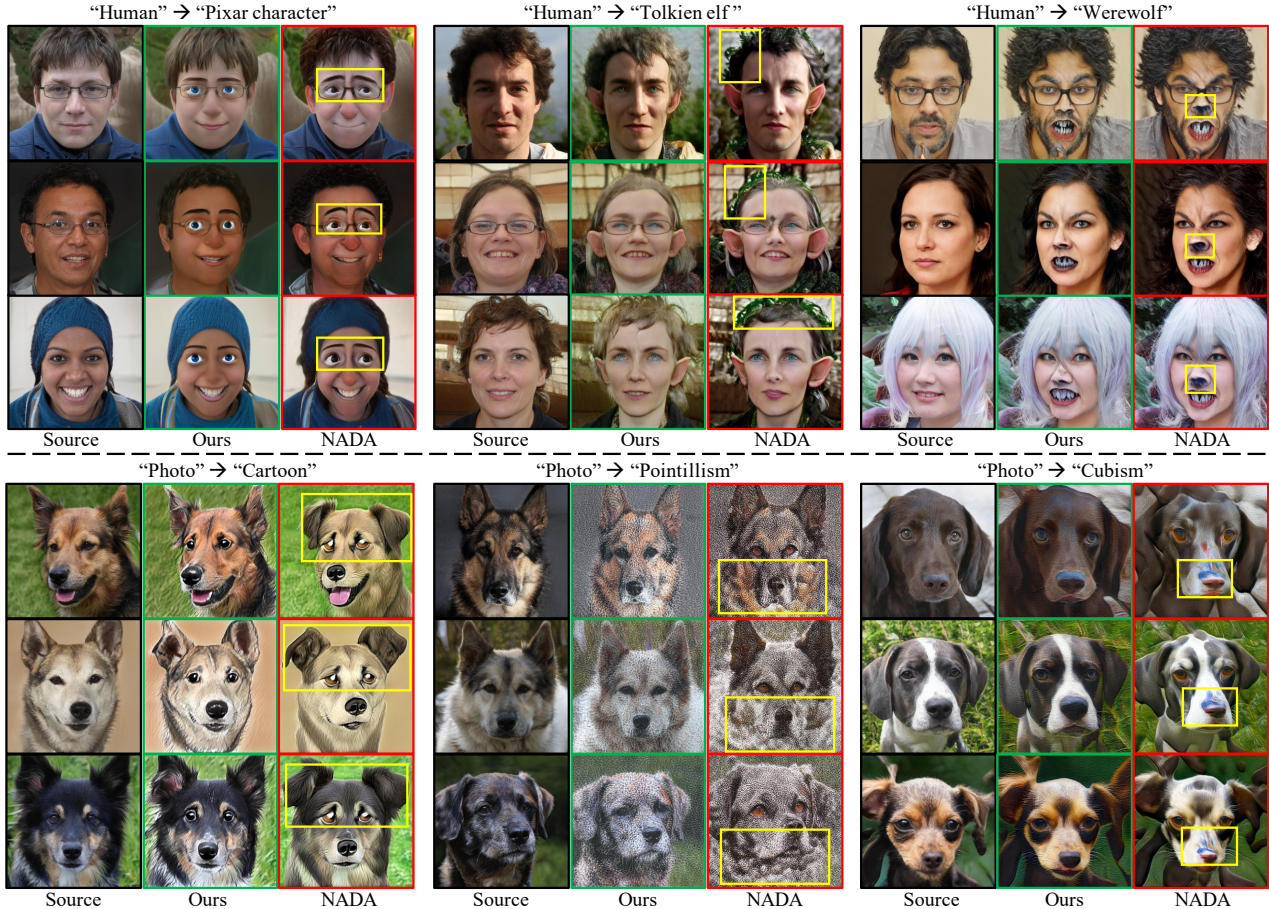 “Human” → “Pixar character”
“Human” → “Tolkien elf ”
“Human” → “Werewolf”
Source
Ours
NADA
Source
Ours
NADA
Source
Ours
NADA
“Photo” → “Cartoon”
“Photo” → “Pointillism”
“Photo” → “Cubism”
Source
Ours
NADA
Source
Ours
NADA
Source
Ours
NADA